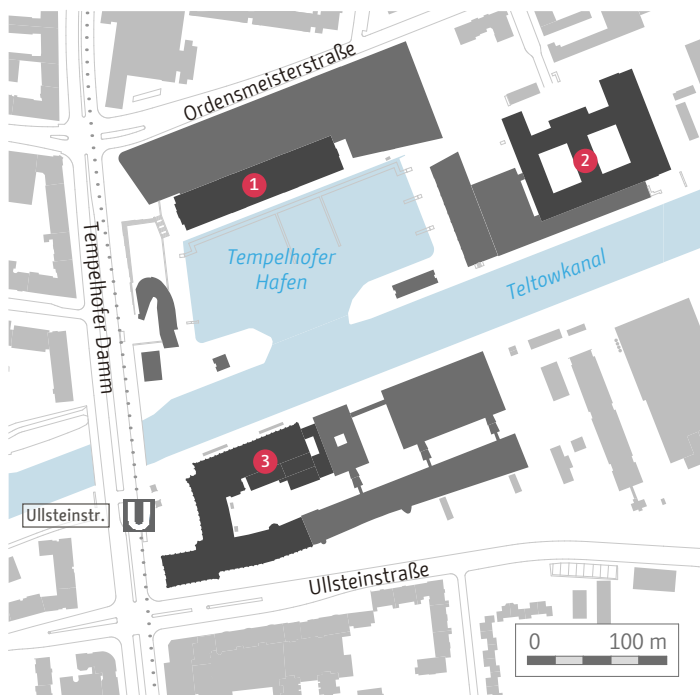 Ordensmeisterstraße
1
2
Tempelhofer Damm
Tempelhofer
Hafen
Teltowkanal
3
Ullsteinstr.
U
Ullsteinstraße
0 100 m